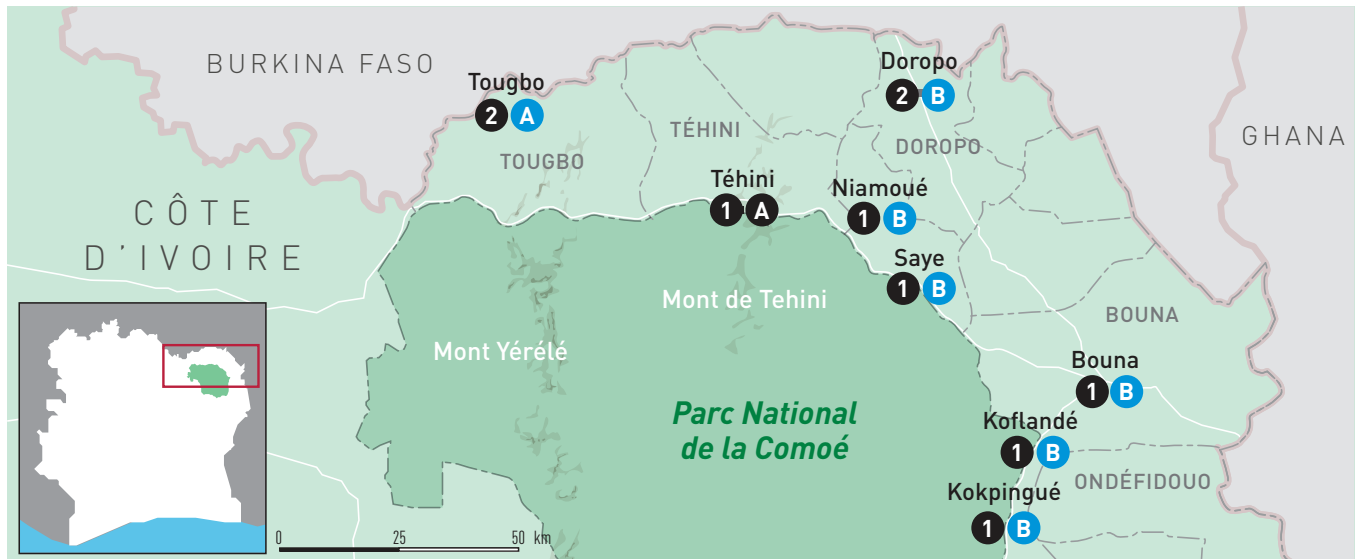 BURKINA FASO
Tougbo
2 A
Doropo
2 B
GHANA
TÉHINI
DOROPO
TOUGBO
Téhini
1 A
Niamoué
1 B
CÔTE
D'IVOIRE
Saye
1 B
Mont de Tehini
BOUNA
Mont Yérélé
Bouna
1 B
Parc National
de la Comoé
Koflandé
1 B
ONDÉFIDOUO
Kokpingué
1 B
0 25 50 km